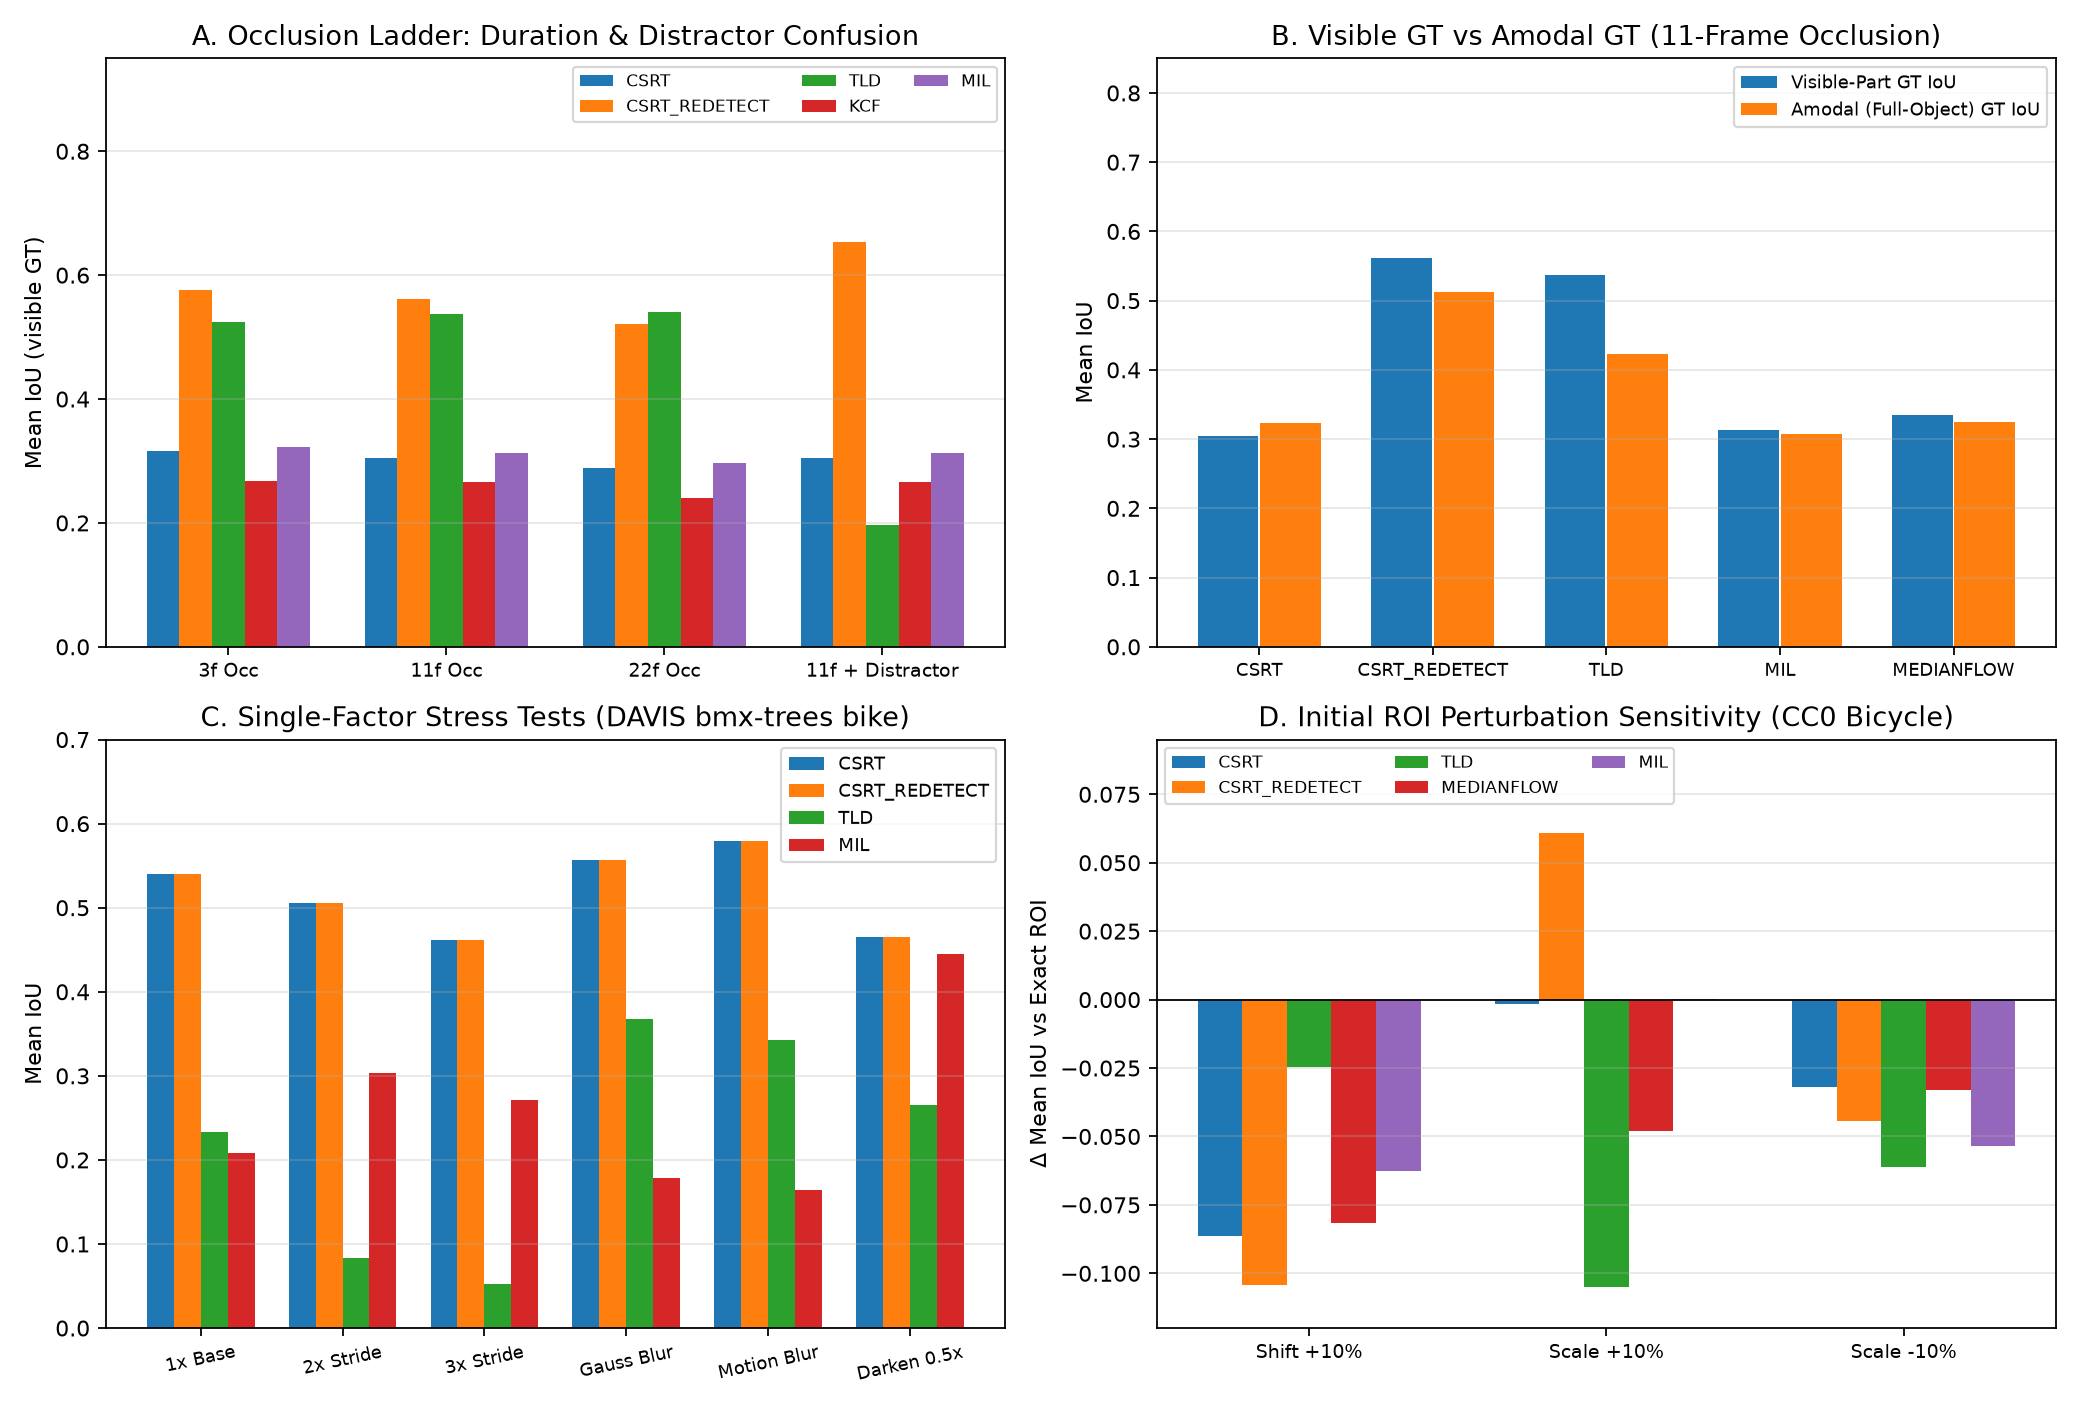 A. Occlusion Ladder: Duration & Distractor Confusion
CSRT
CSRT_REDETECT
TLD
KCF
MIL
Mean IoU (visible GT)
0.8
0.6
0.4
0.2
0.0
3f Occ
11f Occ
22f Occ
11f + Distractor
B. Visible GT vs Amodal GT (11-Frame Occlusion)
Visible-Part GT IoU
Amodal (Full-Object) GT IoU
Mean IoU
0.8
0.7
0.6
0.5
0.4
0.3
0.2
0.1
0.0
CSRT
CSRT_REDETECT
TLD
MIL
MEDIANFLOW
C. Single-Factor Stress Tests (DAVIS bmx-trees bike)
CSRT
CSRT_REDETECT
TLD
MIL
Mean IoU
0.7
0.6
0.5
0.4
0.3
0.2
0.1
0.0
1x Base
2x Stride
3x Stride
Gauss Blur
Motion Blur
Darken 0.5x
D. Initial ROI Perturbation Sensitivity (CC0 Bicycle)
CSRT
CSRT_REDETECT
TLD
MEDIANFLOW
MIL
Δ Mean IoU vs Exact ROI
0.075
0.050
0.025
0.000
−0.025
−0.050
−0.075
−0.100
Shift +10%
Scale +10%
Scale -10%